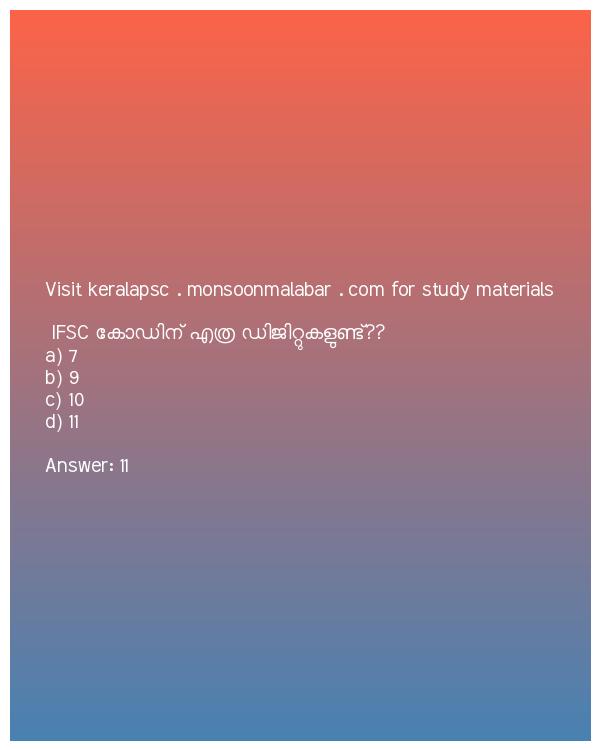 Visit keralapsc . monsoonmalabar . com for study materials
IFSC കോഡിന് എത്ര ഡിജിറ്റുകളുണ്ട്??
a) 7
b) 9
c) 10
d) 11
Answer: 11